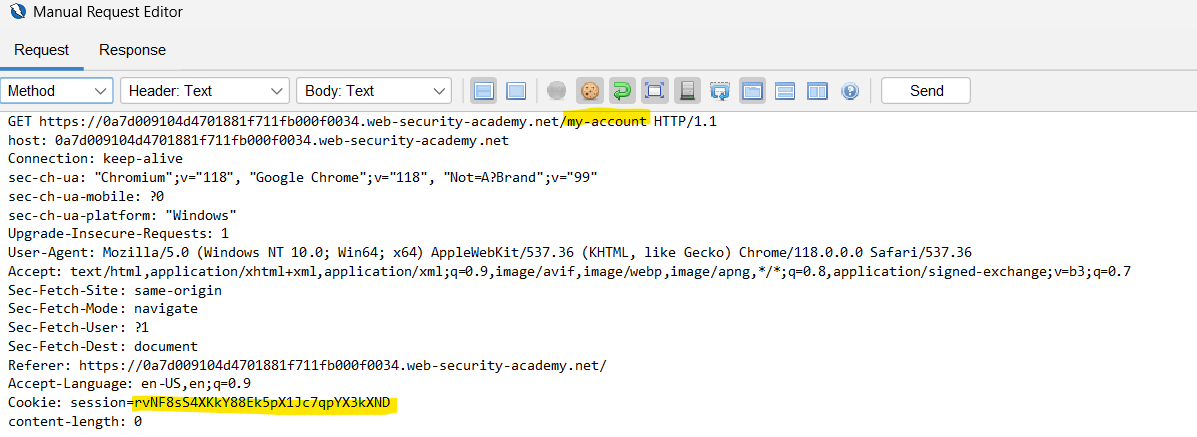 Manual Request Editor
Request Response
Method Header: Text Body: Text Send
GET https://0a7d009104d4701881f711fb000f0034.web-security-academy.net/my-account HTTP/1.1
host: 0a7d009104d4701881f711fb000f0034.web-security-academy.net
Connection: keep-alive
sec-ch-ua: "Chromium";v="118", "Google Chrome";v="118", "Not=A?Brand";v="99"
sec-ch-ua-mobile: ?0
sec-ch-ua-platform: "Windows"
Upgrade-Insecure-Requests: 1
User-Agent: Mozilla/5.0 (Windows NT 10.0; Win64; x64) AppleWebKit/537.36 (KHTML, like Gecko) Chrome/118.0.0.0 Safari/537.36
Accept: text/html,application/xhtml+xml,application/xml;q=0.9,image/avif,image/webp,image/apng,*/*;q=0.8,application/signed-exchange;v=b3;q=0.7
Sec-Fetch-Site: same-origin
Sec-Fetch-Mode: navigate
Sec-Fetch-User: ?1
Sec-Fetch-Dest: document
Referer: https://0a7d009104d4701881f711fb000f0034.web-security-academy.net/
Accept-Language: en-US,en;q=0.9
Cookie: session=rvNF8sS4XKkY88Ek5pX1Jc7qpYX3kXND
content-length: 0